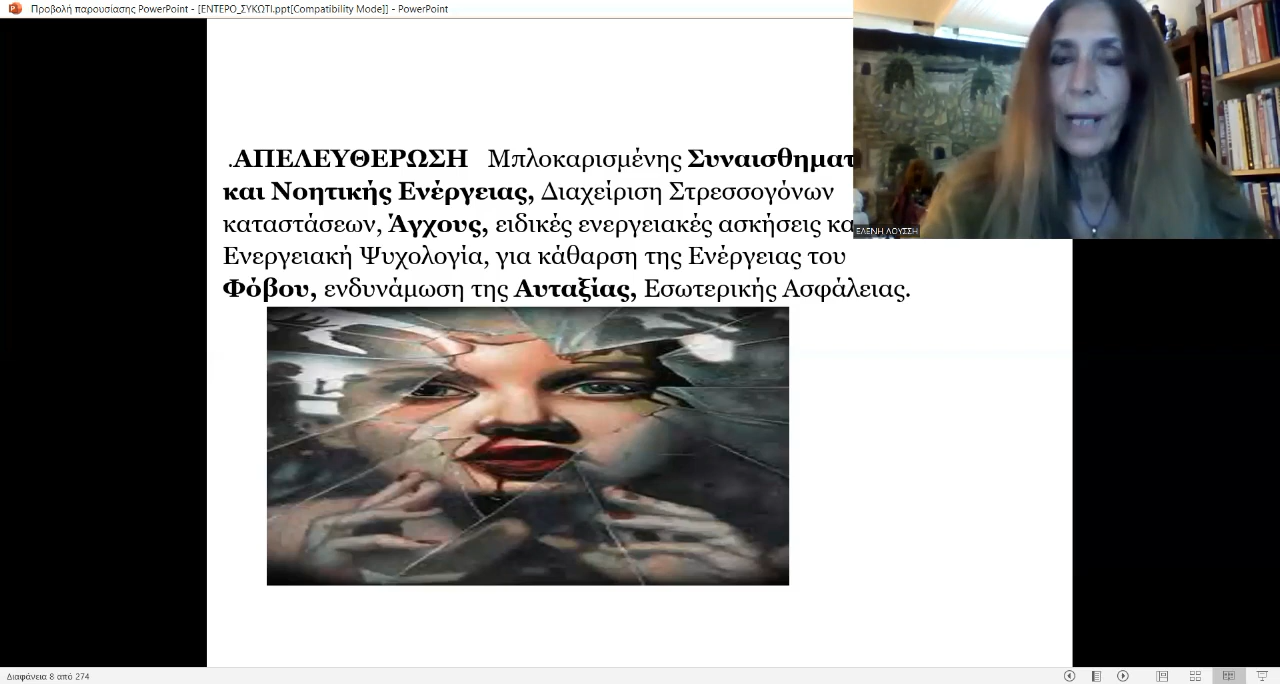 Προβολή παρουσίασης PowerPoint - [ΕΝΤΕΡΟ_ΣΥΚΩΤΙ.ppt[Compatibility Mode]] - PowerPoint
.ΑΠΕΛΕΥΘΕΡΩΣΗ Μπλοκαρισμένης Συναισθηματ
και Νοητικής Ενέργειας, Διαχείριση Στρεσσογόνων
καταστάσεων, Άγχους, ειδικές ενεργειακές ασκήσεις κα
Ενεργειακή Ψυχολογία, για κάθαρση της Ενέργειας του
Φόβου, ενδυνάμωση της Αυταξίας, Εσωτερικής Ασφάλειας.
ΕΛΕΝΗ ΛΟΥΣΣΗ
Διαφάνεια 8 από 274